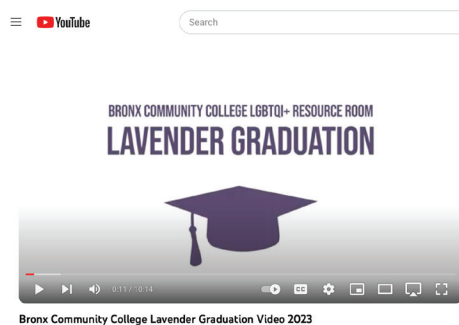 YouTube
Search
BRONX COMMUNITY COLLEGE LGBTQI+ RESOURCE ROOM
LAVENDER GRADUATION
0:11 / 10:14
CC
Bronx Community College Lavender Graduation Video 2023